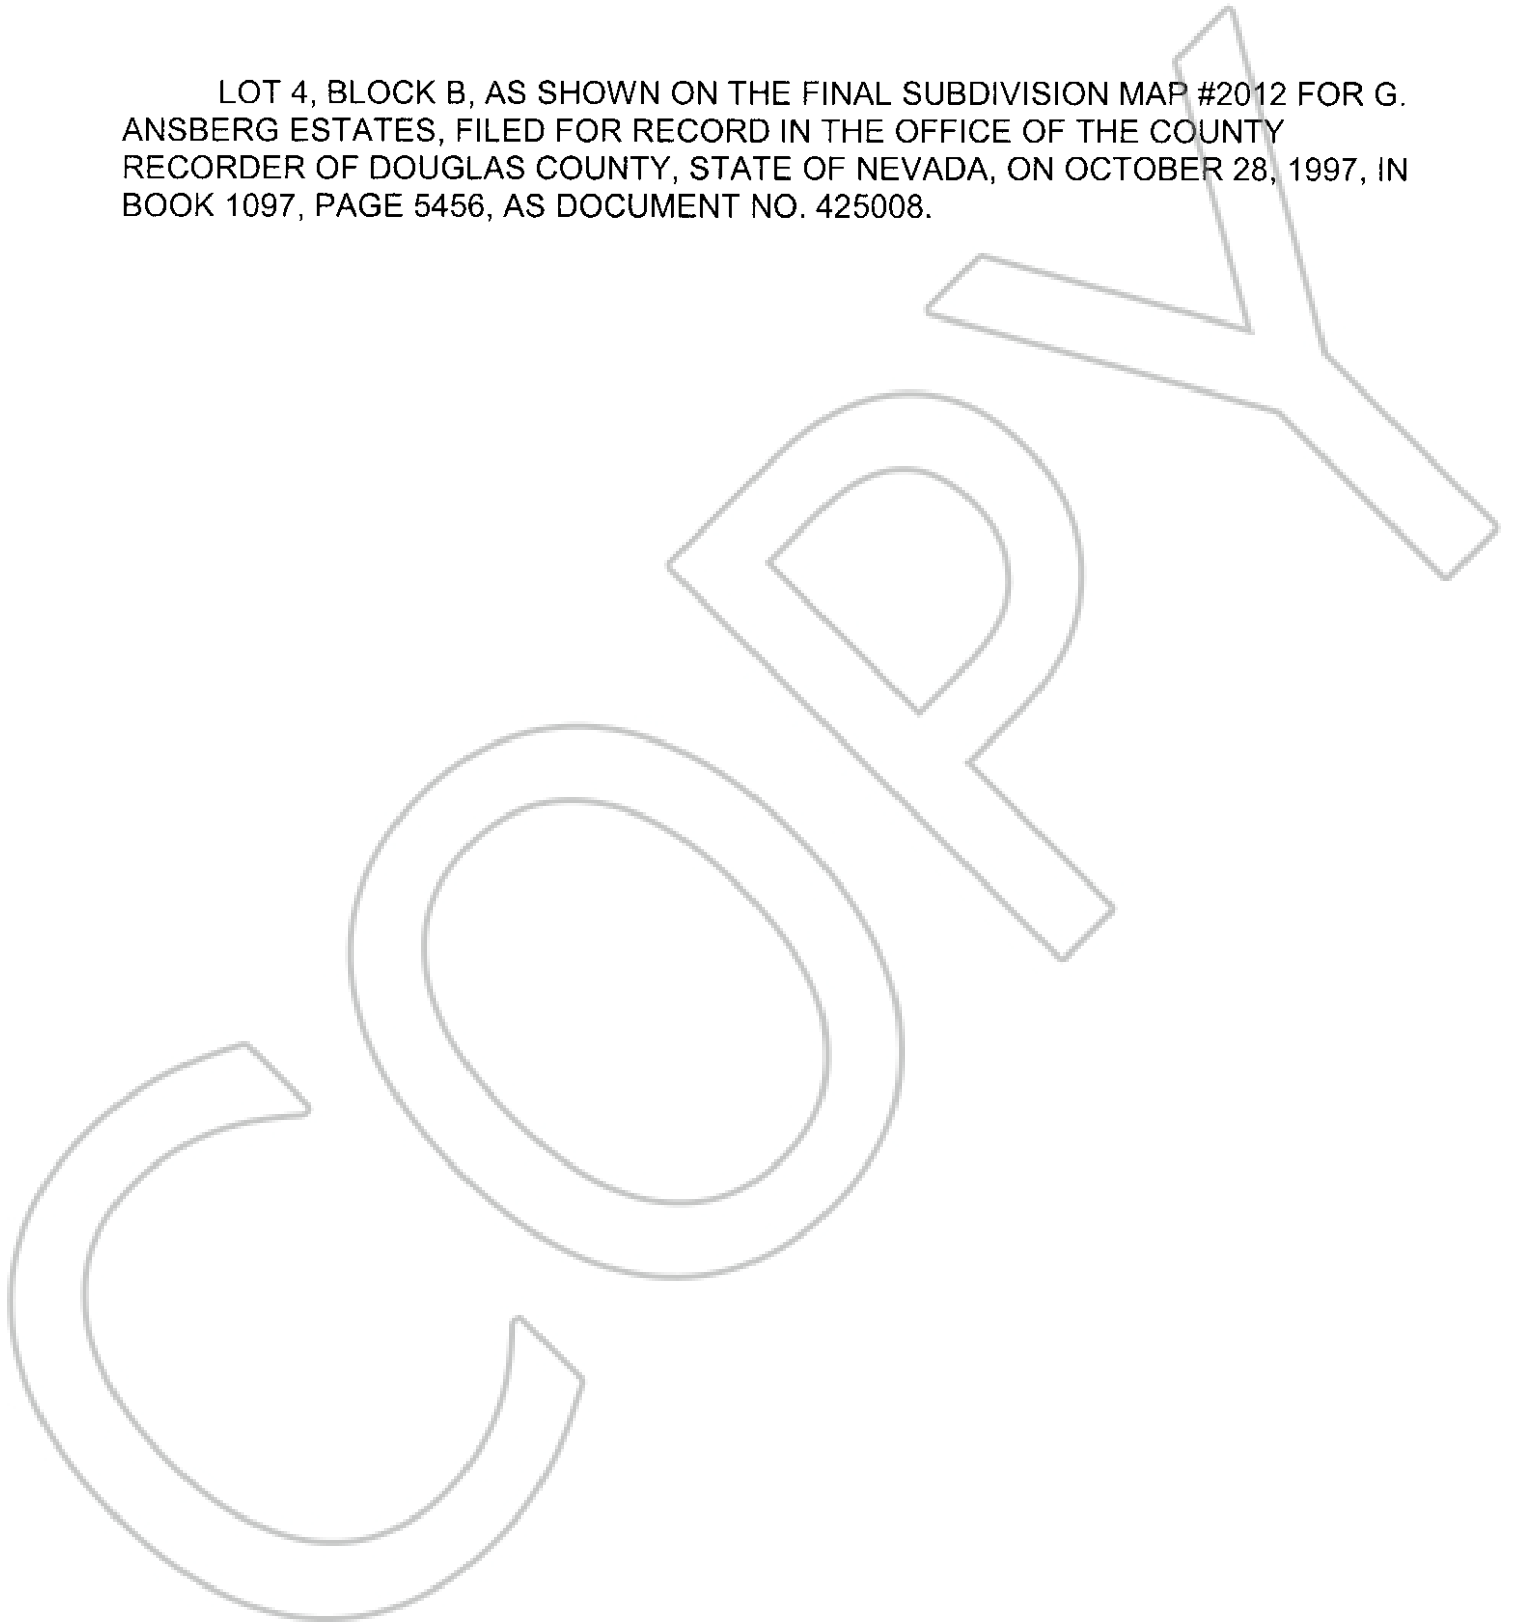 LOT 4, BLOCK B, AS SHOWN ON THE FINAL SUBDIVISION MAP #2012 FOR G.
ANSBERG ESTATES, FILED FOR RECORD IN THE OFFICE OF THE COUNTY
RECORDER OF DOUGLAS COUNTY, STATE OF NEVADA, ON OCTOBER 28, 1997, IN
BOOK 1097, PAGE 5456, AS DOCUMENT NO. 425008.
COPY